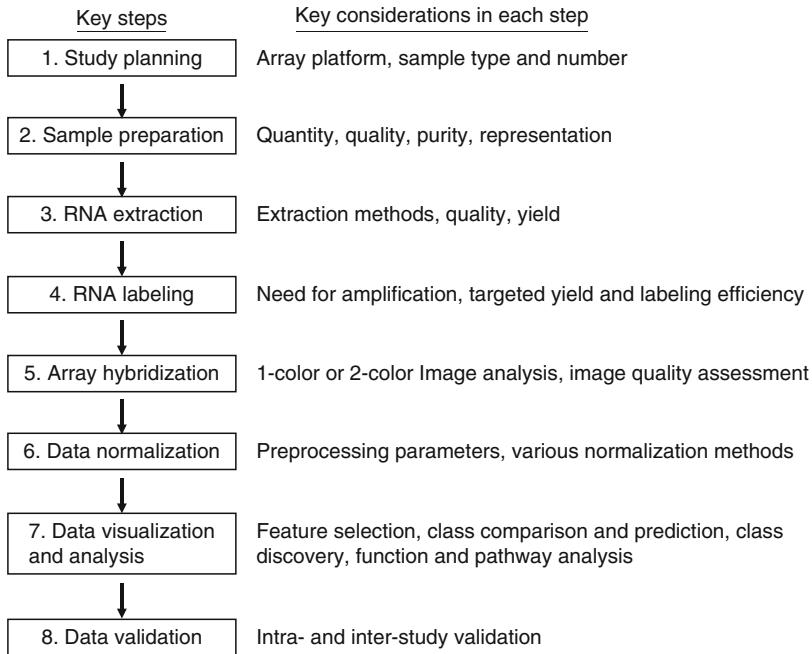 Key steps
Key considerations in each step
1. Study planning
Array platform, sample type and number
2. Sample preparation
Quantity, quality, purity, representation
3. RNA extraction
Extraction methods, quality, yield
4. RNA labeling
Need for amplification, targeted yield and labeling efficiency
5. Array hybridization
1-color or 2-color Image analysis, image quality assessment
6. Data normalization
Preprocessing parameters, various normalization methods
7. Data visualization
and analysis
Feature selection, class comparison and prediction, class
discovery, function and pathway analysis
8. Data validation
Intra- and inter-study validation